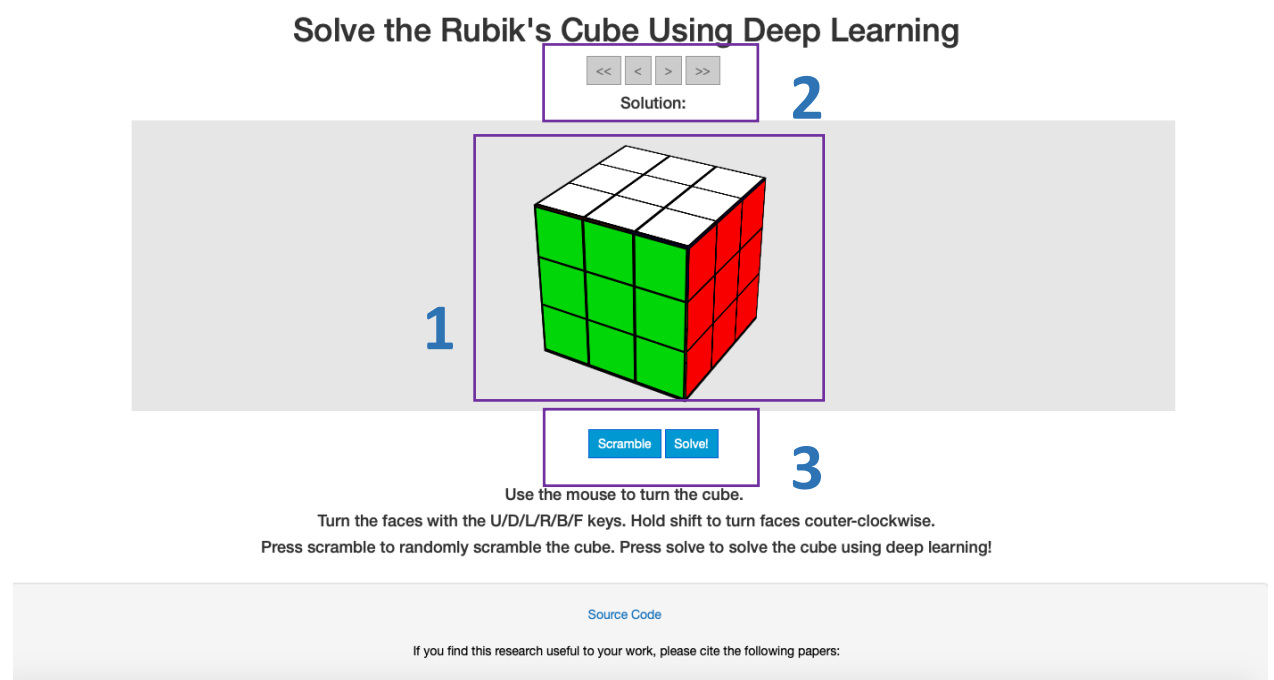 Solve the Rubik's Cube Using Deep Learning
<< < > >>
Solution:
2
1
Scramble Solve!
3
Use the mouse to turn the cube.
Turn the faces with the U/D/L/R/B/F keys. Hold shift to turn faces couter-clockwise.
Press scramble to randomly scramble the cube. Press solve to solve the cube using deep learning!
Source Code
If you find this research useful to your work, please cite the following papers: